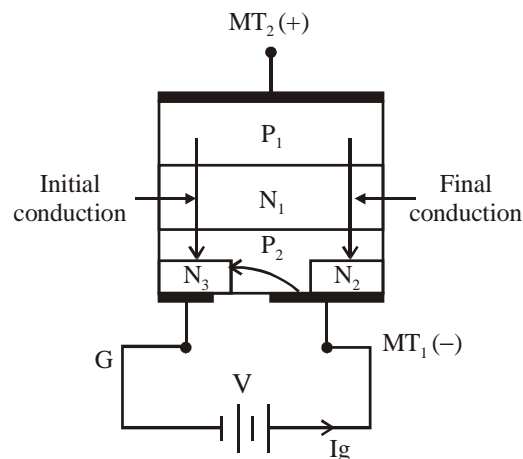 MT₂(+)
P₁
Initial
conduction
N₁
Final
conduction
P₂
N₃
N₂
G
MT₁(−)
V
Ig